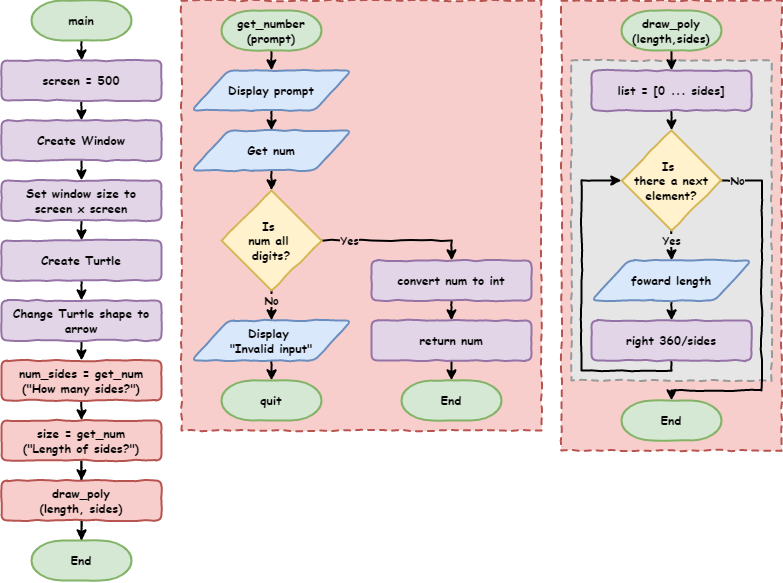 main
screen = 500
Create Window
Set window size to
screen x screen
Create Turtle
Change Turtle shape to
arrow
num_sides = get_num
("How many sides?")
size = get_num
("Length of sides?")
draw_poly
(length, sides)
End
get_number
(prompt)
Display prompt
Get num
Is
num all
digits?
Yes
No
convert num to int
Display
"Invalid input"
return num
quit
End
draw_poly
(length,sides)
list = [0 ... sides]
Is
there a next
element?
No
Yes
foward length
right 360/sides
End